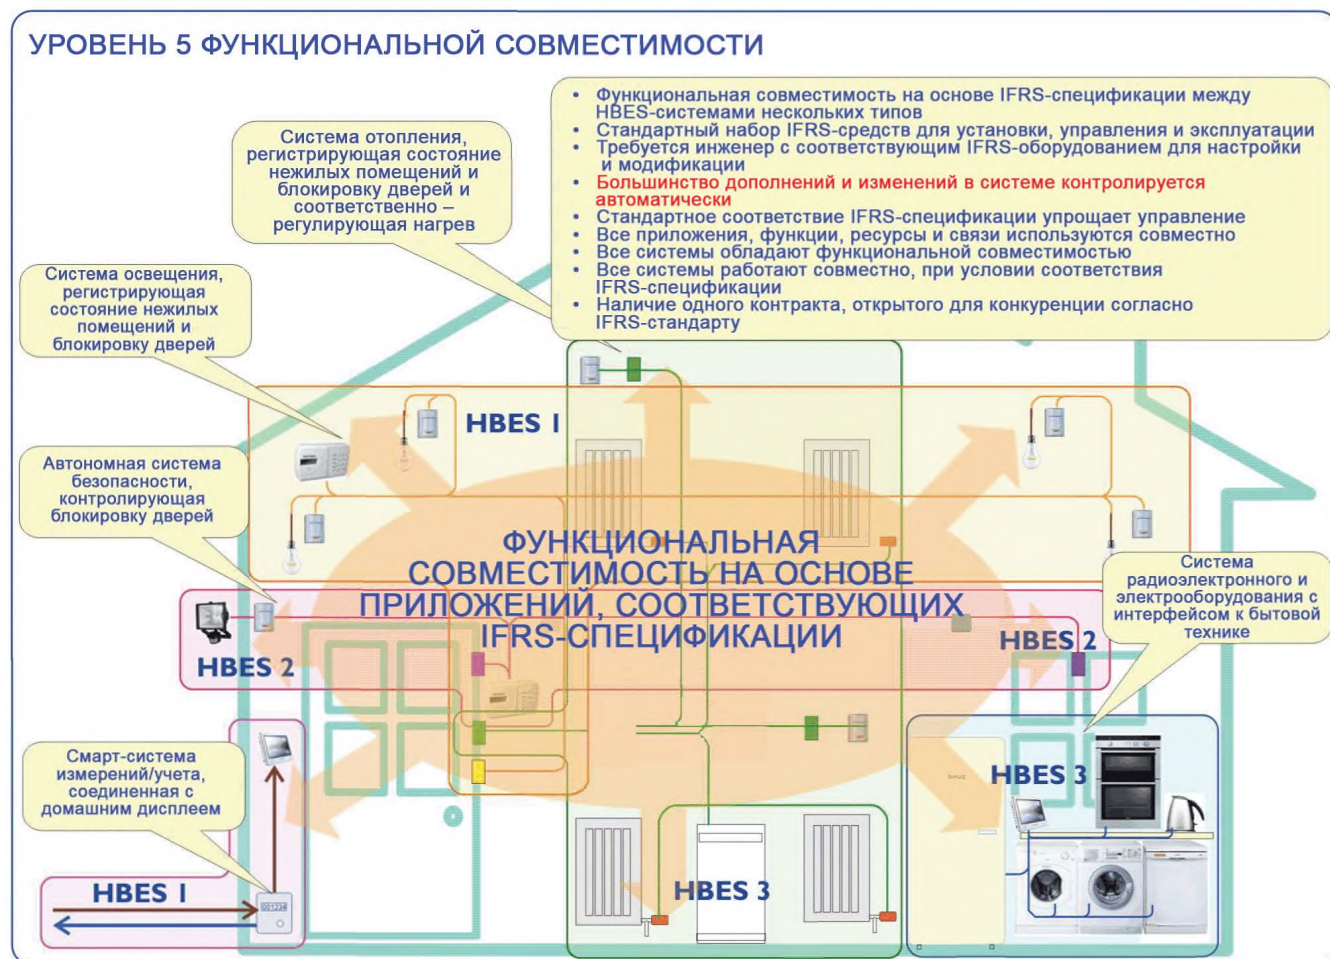 УРОВЕНЬ 5 ФУНКЦИОНАЛЬНОЙ СОВМЕСТИМОСТИ
• Функциональная совместимость на основе IFRS-спецификации между
HBES-системами нескольких типов
• Стандартный набор IFRS-средств для установки, управления и эксплуатации
• Требуется инженер с соответствующим IFRS-оборудованием для настройки
и модификации
• Большинство дополнений и изменений в системе контролируется
автоматически
• Стандартное соответствие IFRS-спецификации упрощает управление
• Все приложения, функции, ресурсы и связи используются совместно
• Все системы обладают функциональной совместимостью
• Все системы работают совместно, при условии соответствия
IFRS-спецификации
• Наличие одного контракта, открытого для конкуренции согласно
IFRS-стандарту
Система отопления,
регистрирующая состояние
нежилых помещений и
блокировку дверей и
соответственно –
регулирующая нагрев
Система освещения,
регистрирующая
состояние нежилых
помещений и
блокировку дверей
HBES 1
Автономная система
безопасности,
контролирующая
блокировку дверей
ФУНКЦИОНАЛЬНАЯ
СОВМЕСТИМОСТЬ НА ОСНОВЕ
ПРИЛОЖЕНИЙ, СООТВЕТСТВУЮЩИХ
IFRS-СПЕЦИФИКАЦИИ
Система
радиоэлектронного и
электрооборудования с
интерфейсом к бытовой
технике
HBES 2
HBES 2
Смарт-система
измерений/учета,
соединенная с
домашним дисплеем
HBES 3
HBES 1
001234
HBES 3